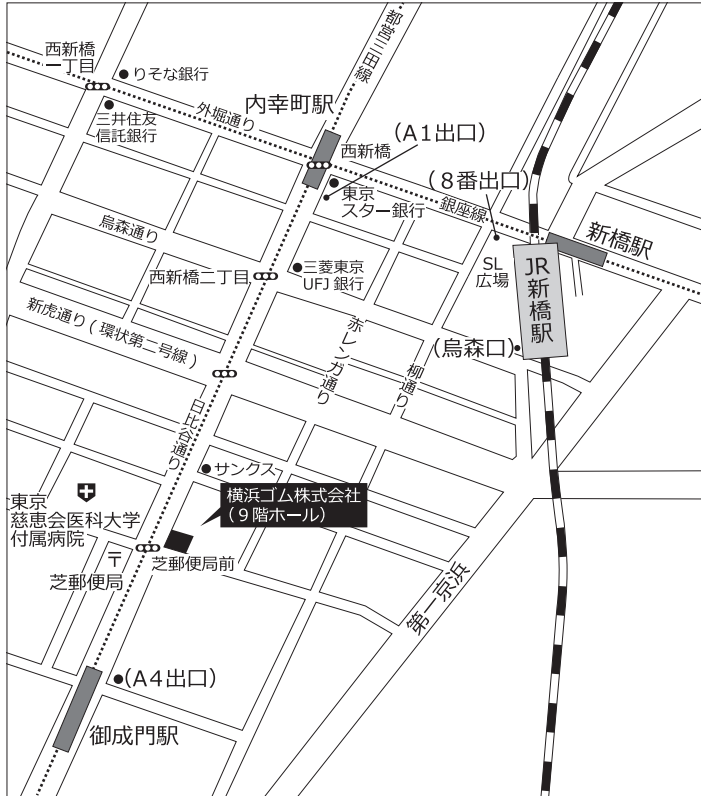 都営三田線
西新橋
一丁目
りそな銀行
三井住友
信託銀行
外堀通り
内幸町駅
(A1出口)
西新橋
(8番出口)
東京
スター銀行
銀座線
新橋駅
烏森通り
SL
広場
JR新橋駅
西新橋二丁目
三菱東京
UFJ銀行
新虎通り(環状第二号線)
赤レンガ通り
柳通り
(烏森口)
日比谷通り
サンクス
横浜ゴム株式会社
(9階ホール)
東京
慈恵会医科大学
付属病院
〒
芝郵便局
芝郵便局前
第一京浜
(A4出口)
御成門駅